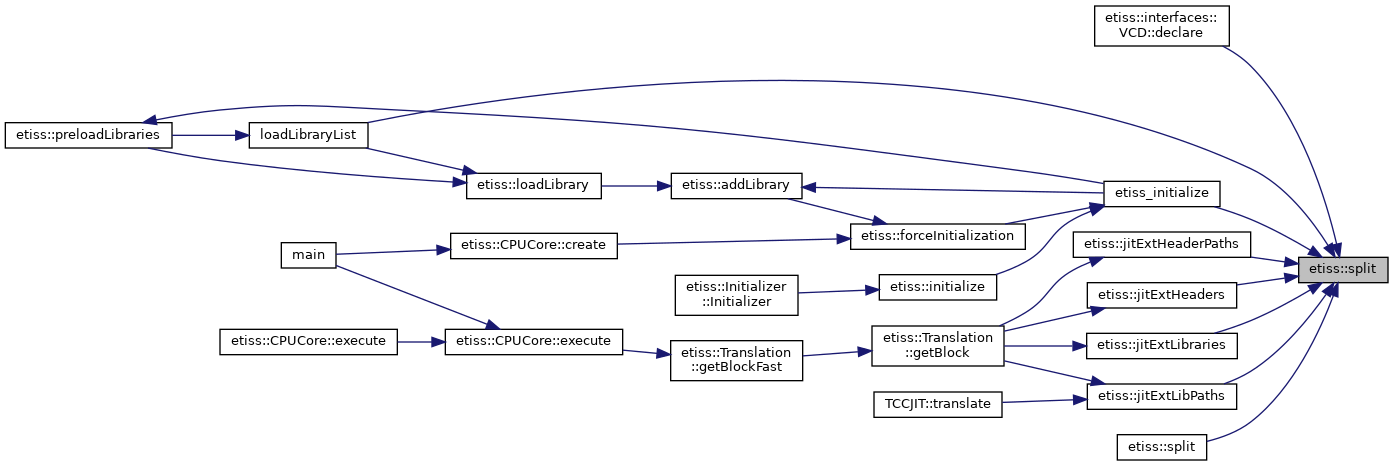 etiss::interfaces::
VCD::declare
etiss::preloadLibraries
loadLibraryList
etiss::loadLibrary
etiss::addLibrary
etiss_initialize
etiss::forceInitialization
etiss::CPUCore::create
main
etiss::jitExtHeaderPaths
etiss::split
etiss::Initializer
::Initializer
etiss::initialize
etiss::jitExtHeaders
etiss::CPUCore::execute
etiss::CPUCore::execute
etiss::Translation
::getBlockFast
etiss::Translation
::getBlock
etiss::jitExtLibraries
TCCJIT::translate
etiss::jitExtLibPaths
etiss::split